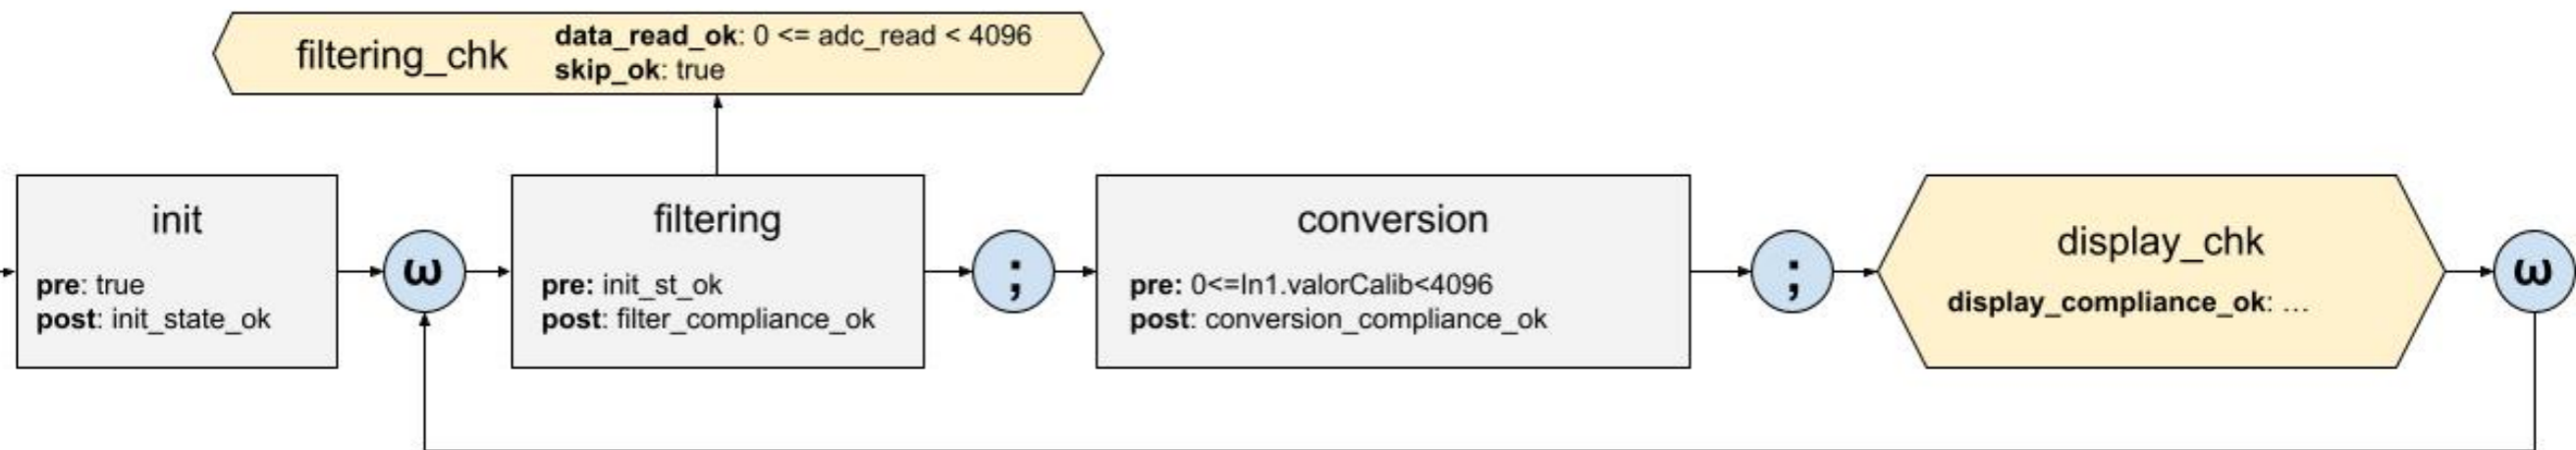 filtering_chk
data_read_ok: 0 <= adc_read < 4096
skip_ok: true
init
pre: true
post: init_state_ok
ω
filtering
pre: init_st_ok
post: filter_compliance_ok
;
conversion
pre: 0<=In1.valorCalib<4096
post: conversion_compliance_ok
;
display_chk
display_compliance_ok: ...
ω